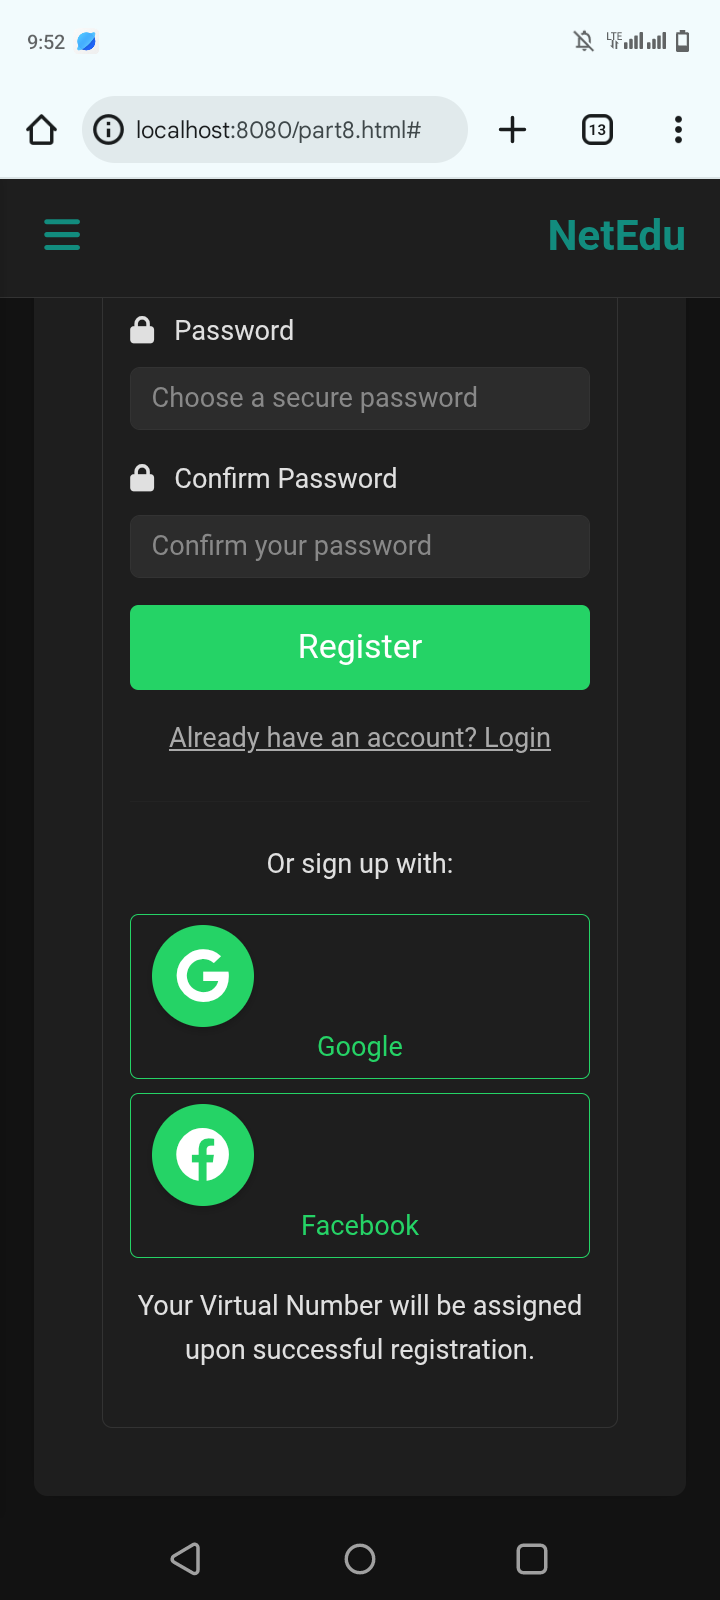 9:52
LTE
localhost:8080/part8.html#
13
NetEdu
Password
Choose a secure password
Confirm Password
Confirm your password
Register
Already have an account? Login
Or sign up with:
Google
Facebook
Your Virtual Number will be assigned
upon successful registration.